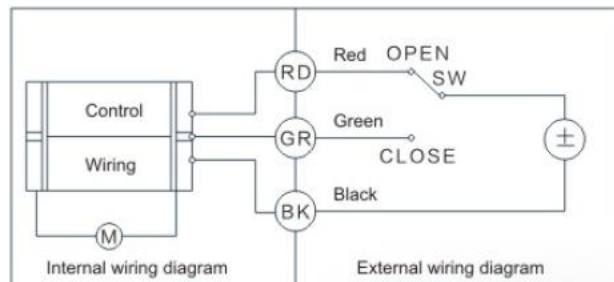 Red
OPEN
RD
SW
Control
Green
GR
±
CLOSE
Wiring
Black
BK
M
Internal wiring diagram
External wiring diagram